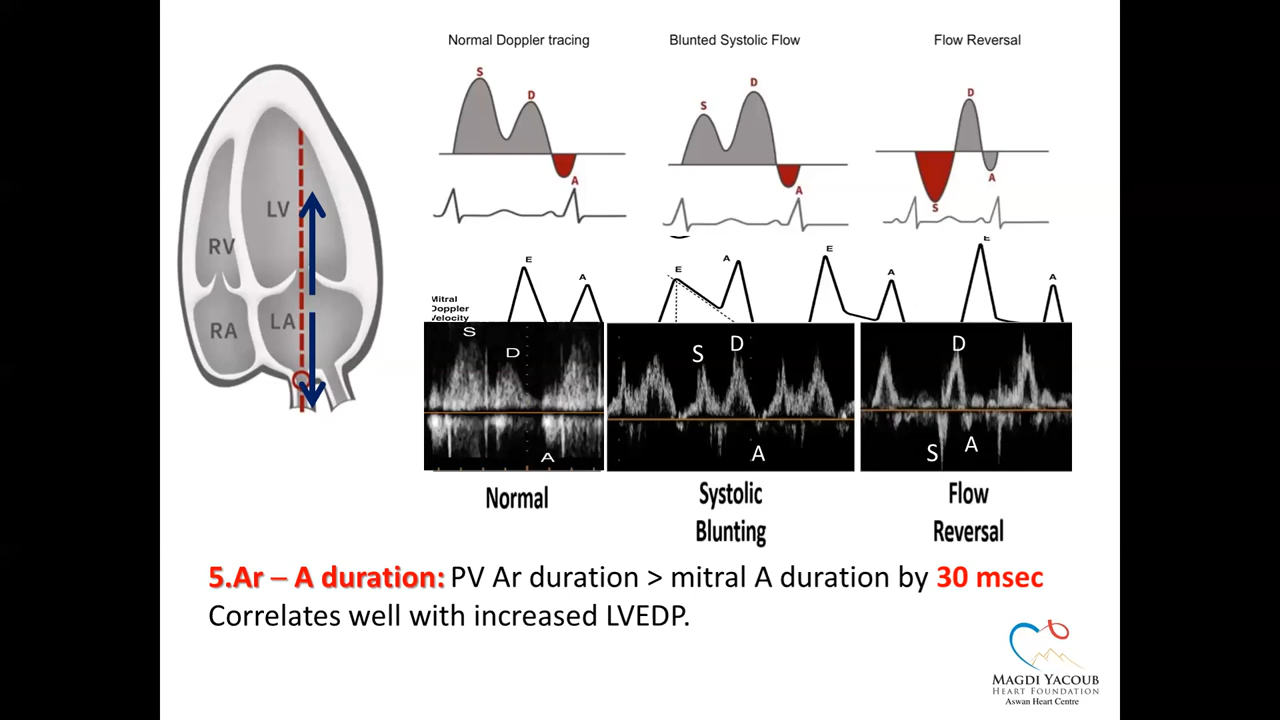 Normal Doppler tracing
Blunted Systolic Flow
Flow Reversal
S
D
A
S
D
A
D
S
A
LV
RV
LA
RA
Mitral
Doppler
Velocity
E
A
E
A
E
A
E
A
S
D
A
S
D
A
D
S
A
Normal
Systolic
Blunting
Flow
Reversal
5.Ar – A duration: PV Ar duration > mitral A duration by 30 msec
Correlates well with increased LVEDP.
MAGDI YACOUB
HEART FOUNDATION
Aswan Heart Centre